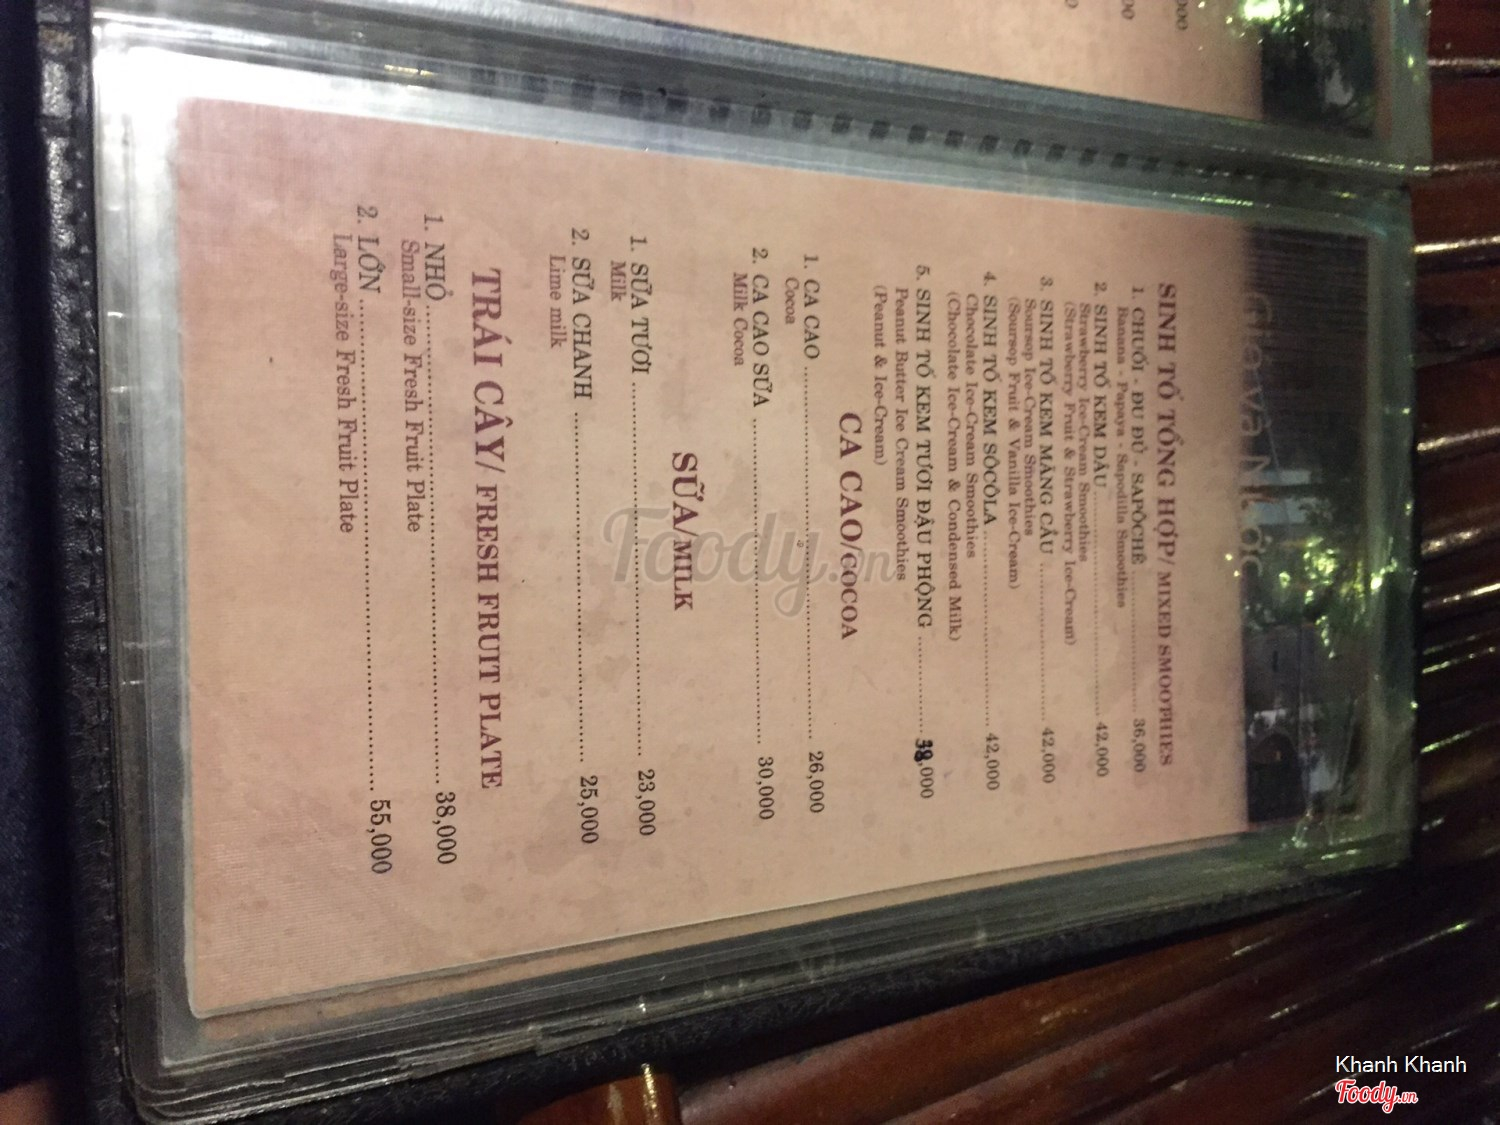 Gió và Nước
SINH TỐ TỔNG HỢP/ MIXED SMOOTHIES
1. CHUỐI - ĐU ĐỦ - SAPÔCHÊ ........ 36,000
Banana - Papaya - Sapodilla Smoothies
2. SINH TỐ KEM DÂU ........ 42,000
Strawberry Ice-Cream Smoothies
(Strawberry Fruit & Strawberry Ice-Cream)
3. SINH TỐ KEM MÃNG CẦU ........ 42,000
Soursop Ice-Cream Smoothies
(Soursop Fruit & Vanilla Ice-Cream)
4. SINH TỐ KEM SÔCÔLA ........ 42,000
Chocolate Ice-Cream Smoothies
(Chocolate Ice-Cream & Condensed Milk)
5. SINH TỐ KEM TƯƠI ĐẬU PHỘNG ........ 38,000
Peanut Butter Ice Cream Smoothies
(Peanut & Ice-Cream)
CA CAO/COCOA
1. CA CAO ........ 26,000
Cocoa
2. CA CAO SỮA ........ 30,000
Milk Cocoa
SỮA/MILK
1. SỮA TƯƠI ........ 23,000
Milk
2. SỮA CHANH ........ 25,000
Lime milk
TRÁI CÂY/ FRESH FRUIT PLATE
1. NHỎ ........ 38,000
Small-size Fresh Fruit Plate
2. LỚN ........ 55,000
Large-size Fresh Fruit Plate
Foody.vn
Khanh Khanh
Foody.vn